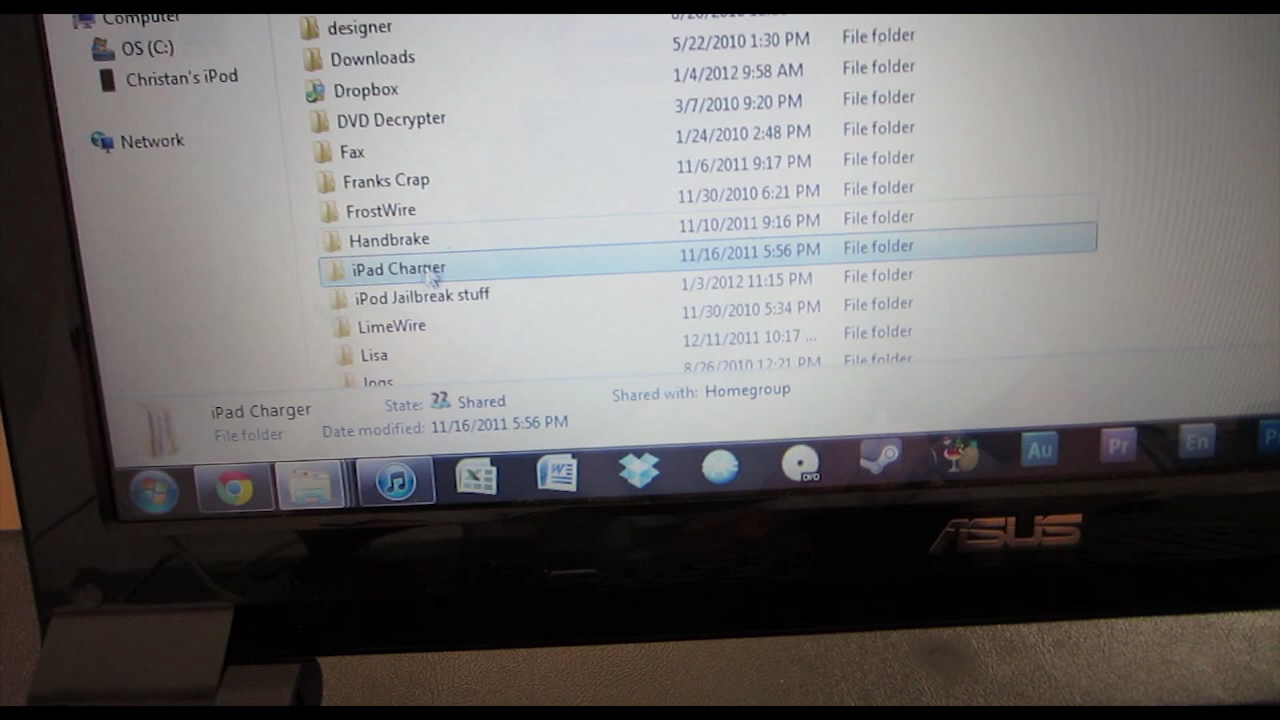 Computer
OS (C:)
Christan's iPod
Network
designer
Downloads 5/22/2010 1:30 PM File folder
Dropbox 1/4/2012 9:58 AM File folder
DVD Decrypter 3/7/2010 9:20 PM File folder
Fax 1/24/2010 2:48 PM File folder
Franks Crap 11/6/2011 9:17 PM File folder
FrostWire 11/30/2010 6:21 PM File folder
Handbrake 11/10/2011 9:16 PM File folder
iPad Charger 11/16/2011 5:56 PM File folder
iPod Jailbreak stuff 1/3/2012 11:15 PM File folder
LimeWire 11/30/2010 5:34 PM File folder
Lisa 12/11/2011 10:17 ... File folder
logs 8/26/2010 12:21 PM File folder
iPad Charger State: Shared Shared with: Homegroup
File folder Date modified: 11/16/2011 5:56 PM
DVD Au Pr En
ASUS